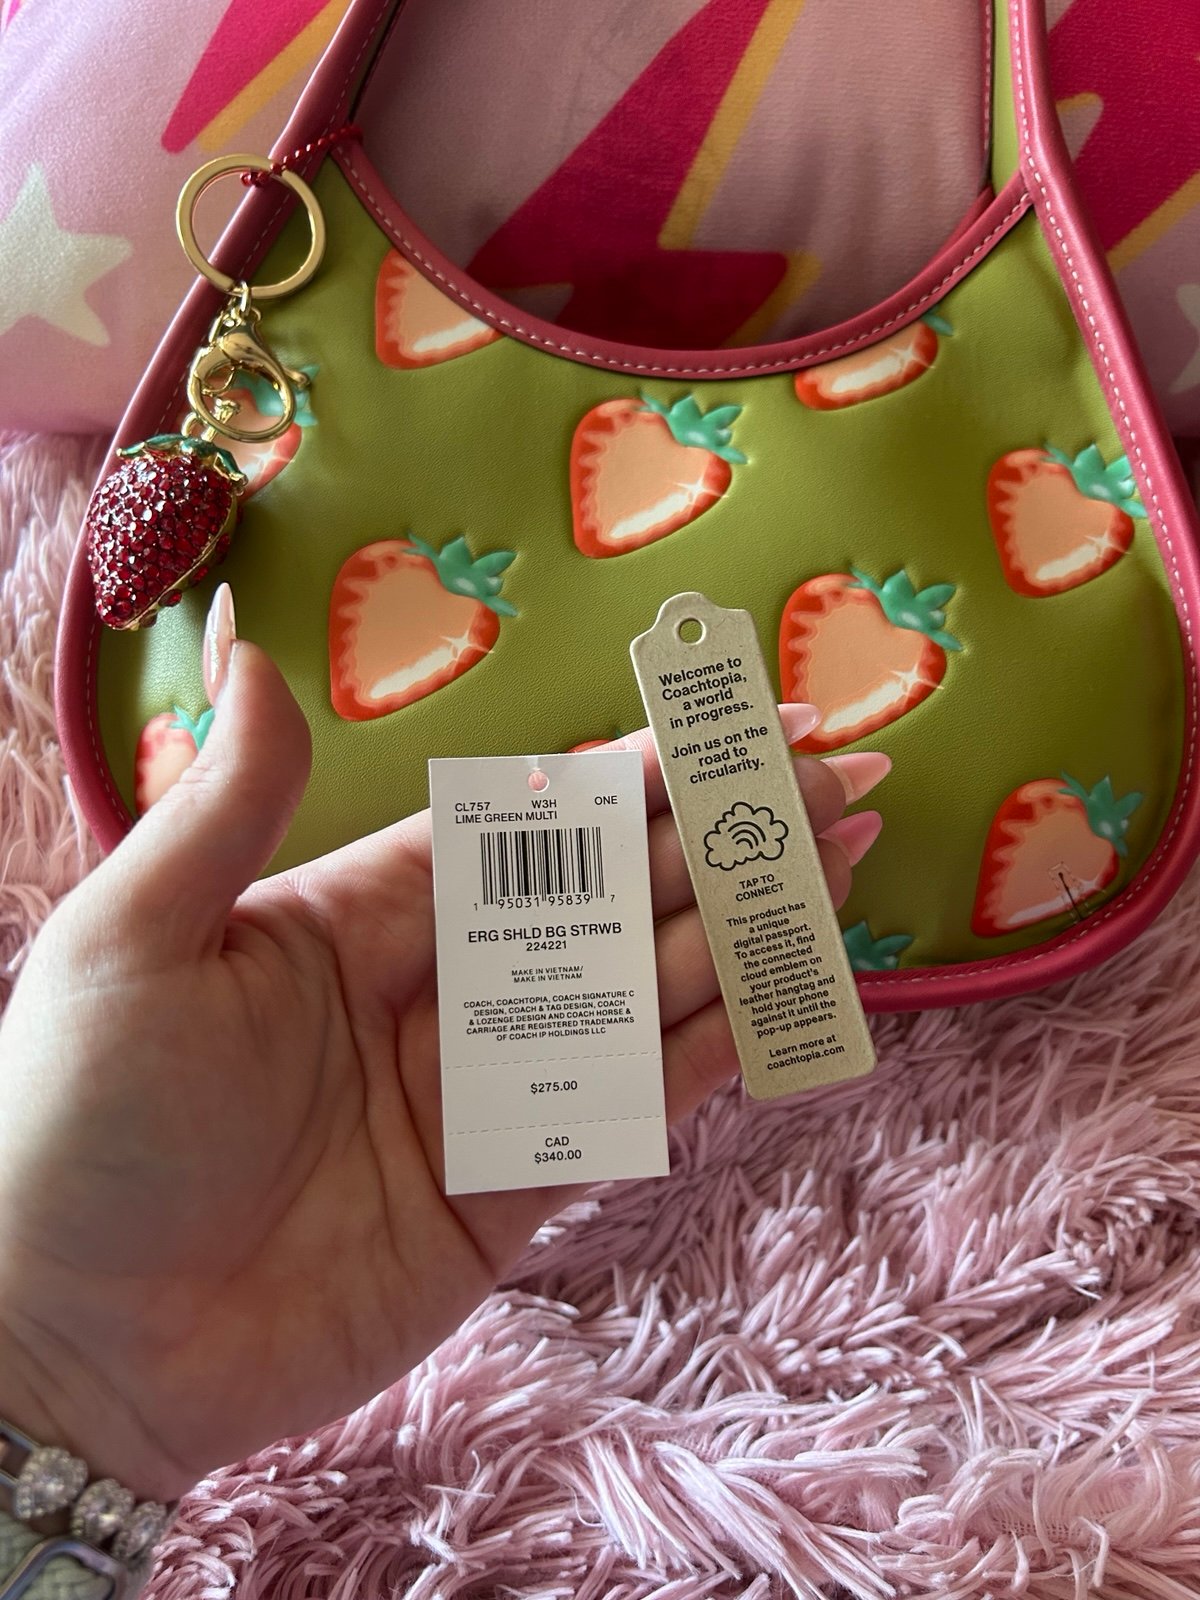 CL757 W3H ONE
LIME GREEN MULTI
1 95031 95839 7
ERG SHLD BG STRWB
224221
MAKE IN VIETNAM/
MAKE IN VIETNAM
COACH, COACHTOPIA, COACH SIGNATURE C
DESIGN, COACH & TAG DESIGN, COACH
& LOZENGE DESIGN AND COACH HORSE &
CARRIAGE ARE REGISTERED TRADEMARKS
OF COACH IP HOLDINGS LLC
$275.00
CAD
$340.00
Welcome to
Coachtopia,
a world
in progress.
Join us on the
road to
circularity.
TAP TO
CONNECT
This product has
a unique
digital passport.
To access it, find
the connected
cloud emblem on
your product's
leather hangtag and
hold your phone
against it until the
pop-up appears.
Learn more at
coachtopia.com